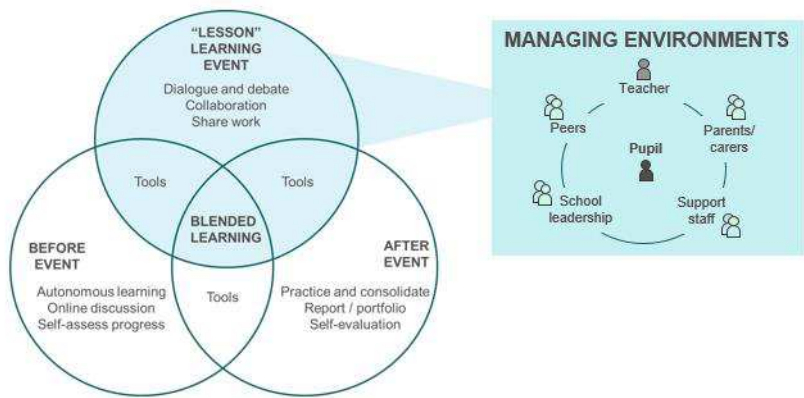 “LESSON”
LEARNING
EVENT
Dialogue and debate
Collaboration
Share work
Tools
Tools
BLENDED
LEARNING
BEFORE
EVENT
Autonomous learning
Online discussion
Self-assess progress
Tools
AFTER
EVENT
Practice and consolidate
Report / portfolio
Self-evaluation
MANAGING ENVIRONMENTS
Teacher
Peers
Parents/
carers
Pupil
School
leadership
Support
staff